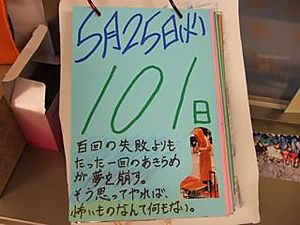 5月25日(火)
101日
百回の失敗よりも
たった一回のあきらめ
が夢を崩す。
そう思ってやれば、
怖いものなんて何もない。